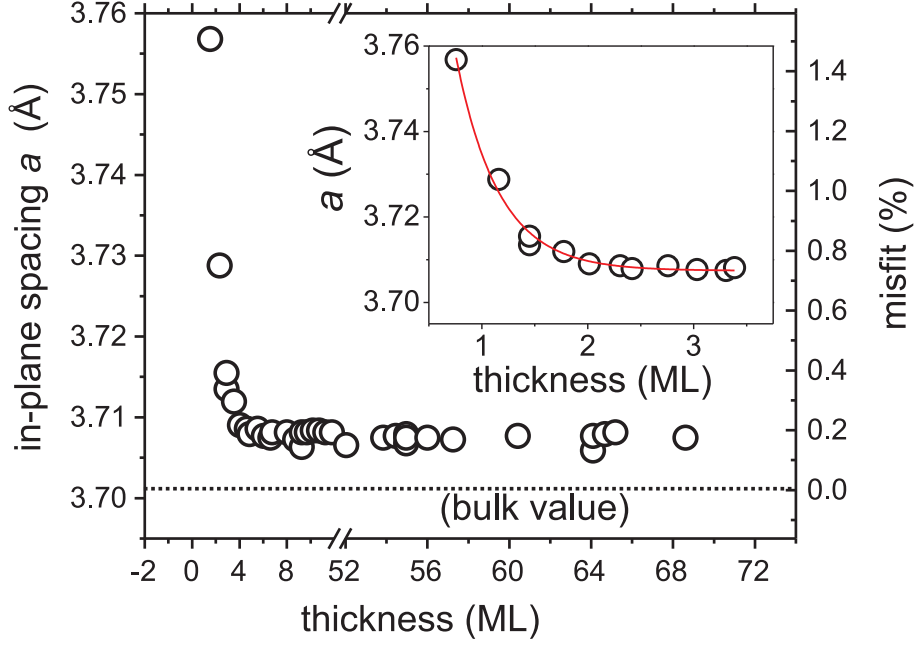 3.76
3.75
3.74
3.73
3.72
3.71
3.70
in-plane spacing a (Å)
-2 0 4 8 52 56 60 64 68 72
thickness (ML)
1.4
1.2
1.0
0.8
0.6
0.4
0.2
0.0
misfit (%)
(bulk value)
3.76
3.74
3.72
3.70
a (Å)
1 2 3
thickness (ML)